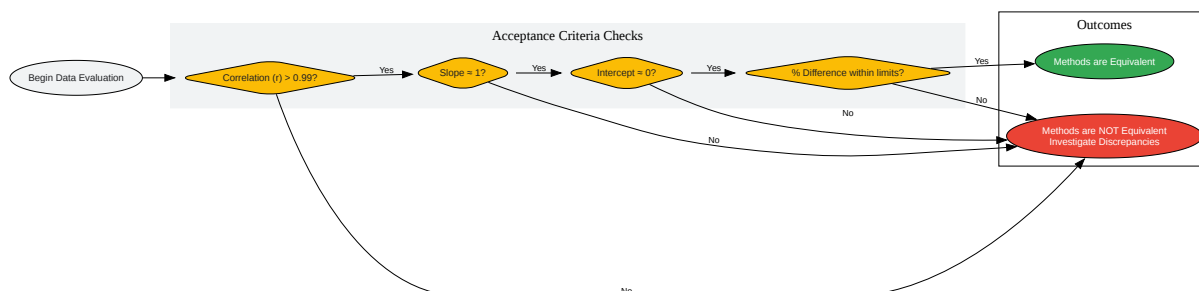 Outcomes
Acceptance Criteria Checks
Begin Data Evaluation
Correlation (r) > 0.99?
Yes
Slope ≈ 1?
Yes
Intercept ≈ 0?
Yes
% Difference within limits?
Yes
Methods are Equivalent
No
No
No
Methods are NOT Equivalent
Investigate Discrepancies
No